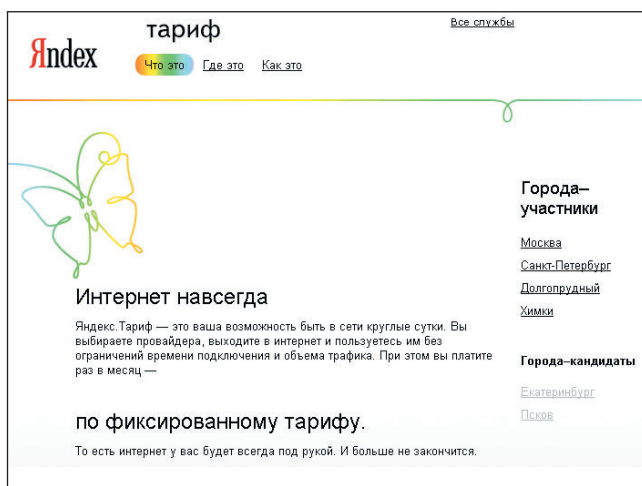 Яndex
тариф
Все службы
Что это Где это Как это
Интернет навсегда
Яндекс.Тариф — это ваша возможность быть в сети круглые сутки. Вы
выбираете провайдера, выходите в интернет и пользуетесь им без
ограничений времени подключения и объема трафика. При этом вы платите
раз в месяц —
по фиксированному тарифу.
То есть интернет у вас будет всегда под рукой. И больше не закончится.
Города–
участники
Москва
Санкт-Петербург
Долгопрудный
Химки
Города–кандидаты
Екатеринбург
Псков